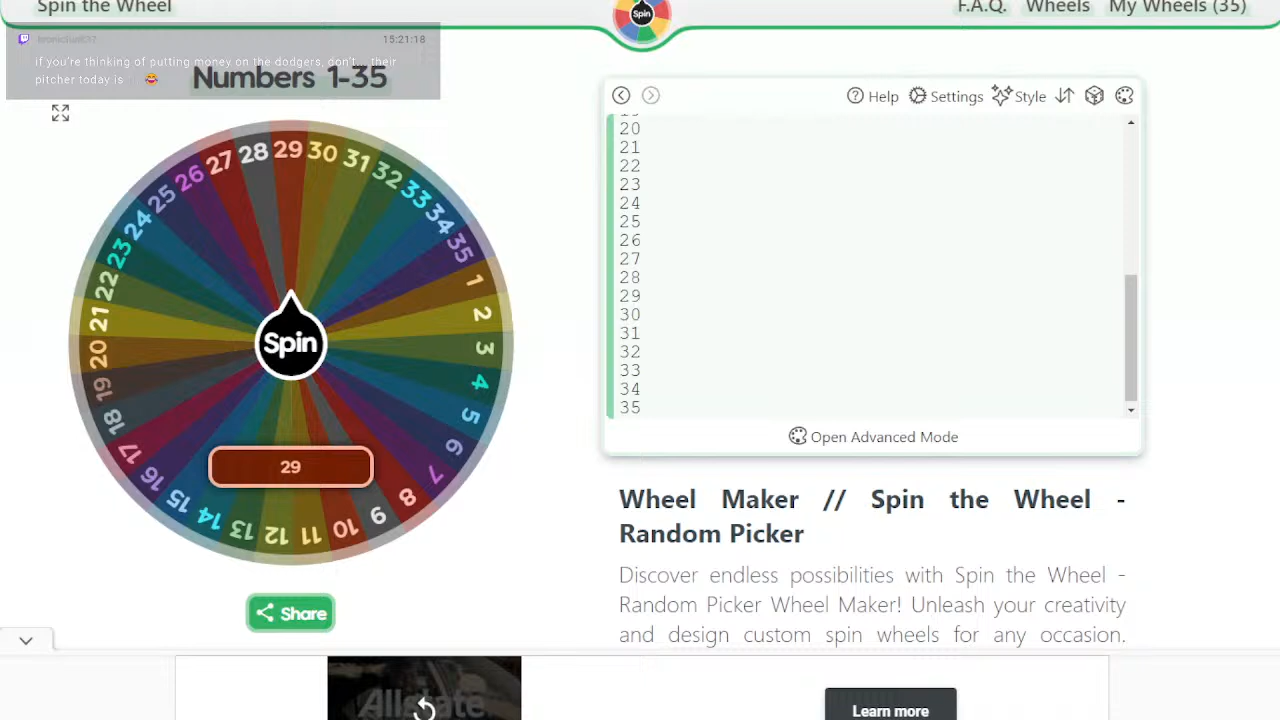 Spin the Wheel
Spin
F.A.Q.
Wheels
My Wheels (35)
15:21:18
if you're thinking of putting money on the dodgers, don't.... their
pitcher today is
Numbers 1-35
Help
Settings
Style
20
21
22
23
24
25
26
27
28
29
30
31
32
33
34
35
Open Advanced Mode
1
2
3
4
5
6
7
8
9
10
11
12
13
14
15
16
17
18
19
20
21
22
23
24
25
26
27
28
29
30
31
32
33
34
35
Spin
29
Share
Wheel Maker // Spin the Wheel -
Random Picker
Discover endless possibilities with Spin the Wheel -
Random Picker Wheel Maker! Unleash your creativity
and design custom spin wheels for any occasion.
Allstate
Learn more